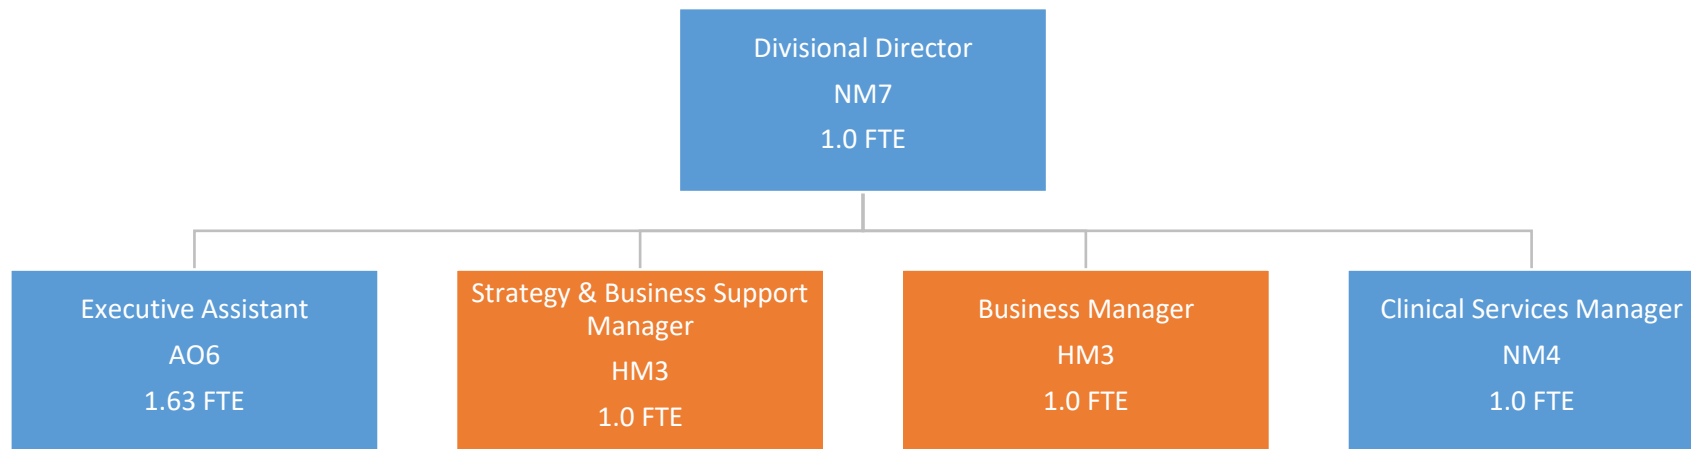 Divisional Director
NM7
1.0 FTE
Executive Assistant
AO6
1.63 FTE
Strategy & Business Support
Manager
HM3
1.0 FTE
Business Manager
HM3
1.0 FTE
Clinical Services Manager
NM4
1.0 FTE